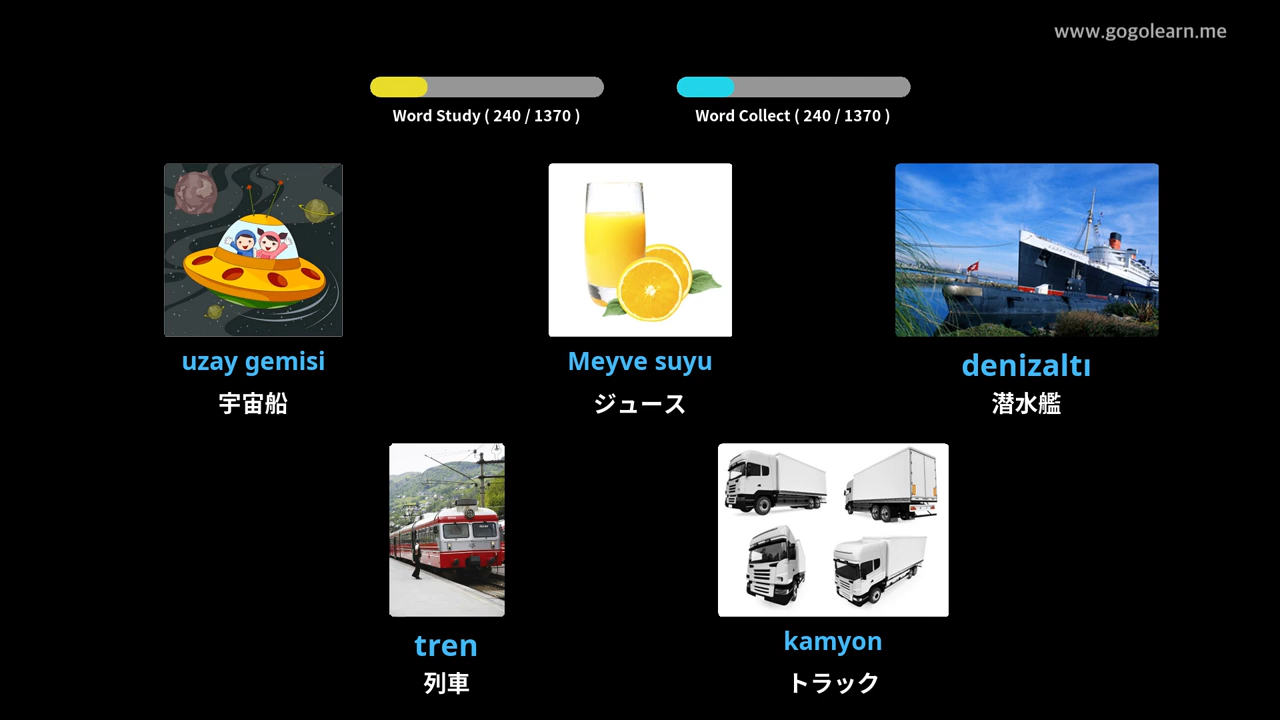 www.gogolearn.me
Word Study ( 240 / 1370 )
Word Collect ( 240 / 1370 )
uzay gemisi
宇宙船
Meyve suyu
ジュース
denizaltı
潜水艦
tren
列車
kamyon
トラック